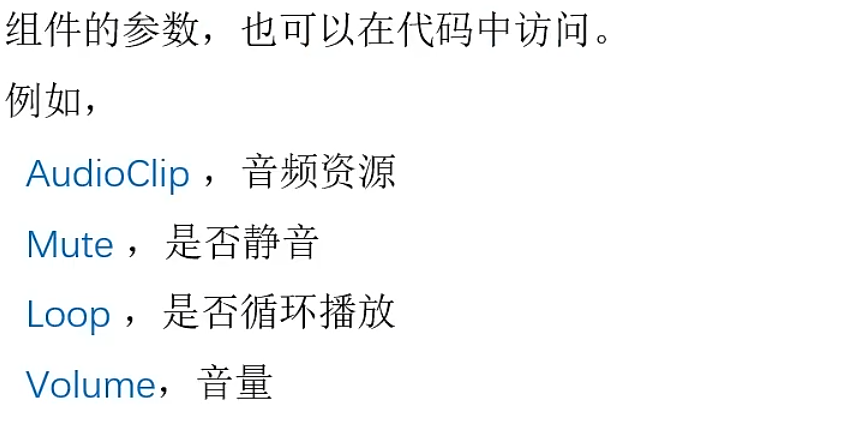 组件的参数，也可以在代码中访问。
例如，
AudioClip ，音频资源
Mute ，是否静音
Loop ，是否循环播放
Volume，音量